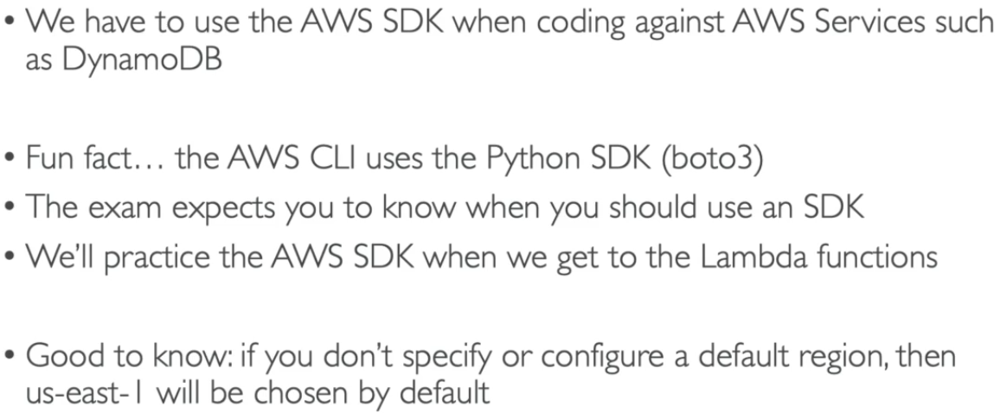 • We have to use the AWS SDK when coding against AWS Services such
as DynamoDB
• Fun fact… the AWS CLI uses the Python SDK (boto3)
• The exam expects you to know when you should use an SDK
• We’ll practice the AWS SDK when we get to the Lambda functions
• Good to know: if you don’t specify or configure a default region, then
us-east-1 will be chosen by default